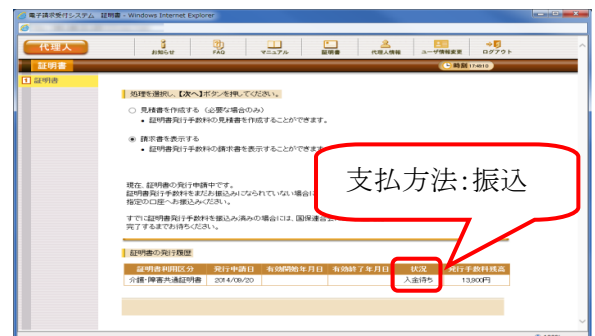 電子請求受付システム 証明書 - Windows Internet Explorer
代理人
お知らせ
FAQ
マニュアル
証明書
代理人情報
ユーザ情報変更
ログアウト
証明書
時刻 17:49:10
1 証明書
処理を選択し、【次へ】ボタンを押してください。
見積書を作成する （必要な場合のみ）
• 証明書発行手数料の見積書を作成することができます。
請求書を表示する
• 証明書発行手数料の請求書を表示することができます
現在、証明書の発行申請中です。
証明書発行手数料をまだお振込みになられていない場合に
指定の口座へお振込みください。
すでに証明書発行手数料を振込み済みの場合には、国保連合
完了するまでお待ちください。
支払方法：振込
証明書の発行履歴
証明書利用区分 発行申請日 有効開始年月日 有効終了年月日 状況 発行手数料残高
介護・障害共通証明書 2014/09/20 入金待ち 13,900円